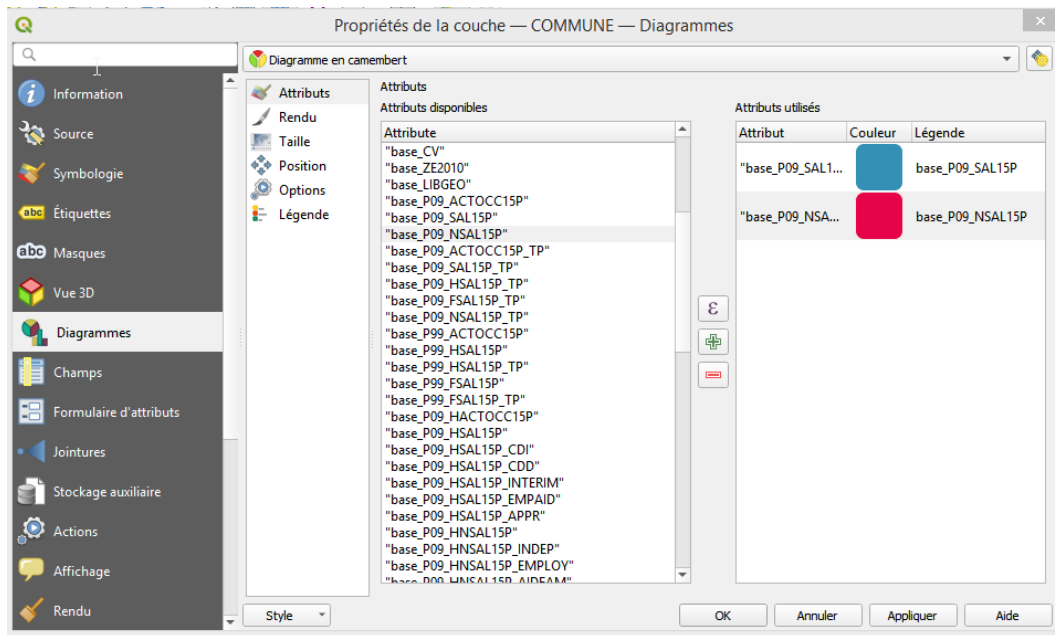 Propriétés de la couche — COMMUNE — Diagrammes
Diagramme en camembert
Information
Source
Symbologie
abc Étiquettes
abc Masques
Vue 3D
Diagrammes
Champs
Formulaire d'attributs
Jointures
Stockage auxiliaire
Actions
Affichage
Rendu
Attributs
Rendu
Taille
Position
Options
Légende
Attributs
Attributs disponibles
Attribute
"base_CV"
"base_ZE2010"
"base_LIBGEO"
"base_P09_ACTOCC15P"
"base_P09_SAL15P"
"base_P09_NSAL15P"
"base_P09_ACTOCC15P_TP"
"base_P09_SAL15P_TP"
"base_P09_HSAL15P_TP"
"base_P09_FSAL15P_TP"
"base_P09_NSAL15P_TP"
"base_P99_ACTOCC15P"
"base_P99_HSAL15P"
"base_P99_HSAL15P_TP"
"base_P99_FSAL15P"
"base_P99_FSAL15P_TP"
"base_P09_HACTOCC15P"
"base_P09_HSAL15P"
"base_P09_HSAL15P_CDI"
"base_P09_HSAL15P_CDD"
"base_P09_HSAL15P_INTERIM"
"base_P09_HSAL15P_EMPAID"
"base_P09_HSAL15P_APPR"
"base_P09_HNSAL15P"
"base_P09_HNSAL15P_INDEP"
"base_P09_HNSAL15P_EMPLOY"
"base_P09_HNSAL15P_AIDFAM"
ε
Attributs utilisés
Attribut Couleur Légende
"base_P09_SAL1... base_P09_SAL15P
"base_P09_NSA... base_P09_NSAL15P
Style
OK Annuler Appliquer Aide